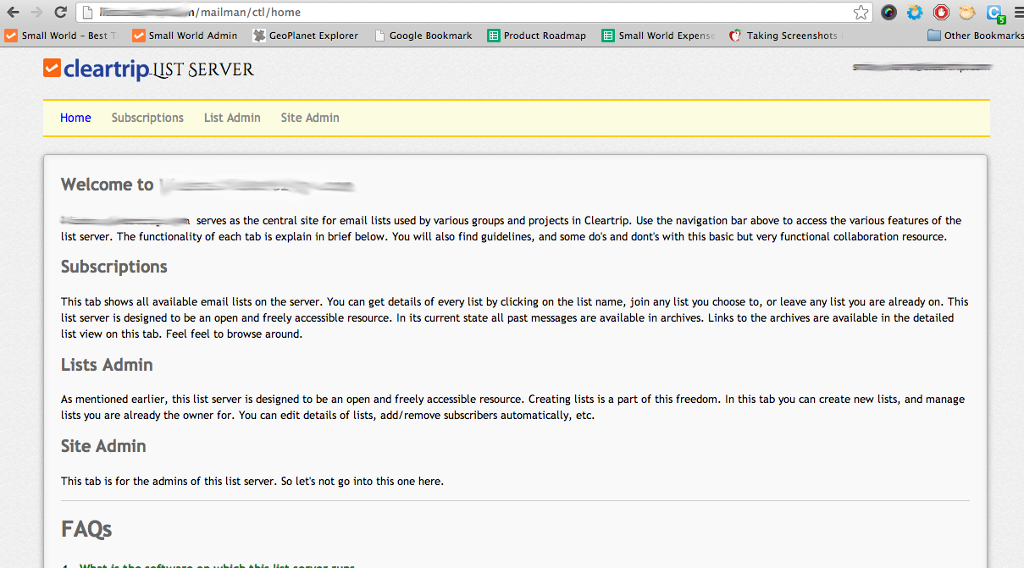 /mailman/ctl/home
Small World – Best T Small World Admin GeoPlanet Explorer Google Bookmark Product Roadmap Small World Expense Taking Screenshots Other Bookmarks
cleartrip LIST SERVER
Home Subscriptions List Admin Site Admin
Welcome to
serves as the central site for email lists used by various groups and projects in Cleartrip. Use the navigation bar above to access the various features of the
list server. The functionality of each tab is explain in brief below. You will also find guidelines, and some do's and dont's with this basic but very functional collaboration resource.
Subscriptions
This tab shows all available email lists on the server. You can get details of every list by clicking on the list name, join any list you choose to, or leave any list you are already on. This
list server is designed to be an open and freely accessible resource. In its current state all past messages are available in archives. Links to the archives are available in the detailed
list view on this tab. Feel feel to browse around.
Lists Admin
As mentioned earlier, this list server is designed to be an open and freely accessible resource. Creating lists is a part of this freedom. In this tab you can create new lists, and manage
lists you are already the owner for. You can edit details of lists, add/remove subscribers automatically, etc.
Site Admin
This tab is for the admins of this list server. So let's not go into this one here.
FAQs
1. What is the software on which this list server runs